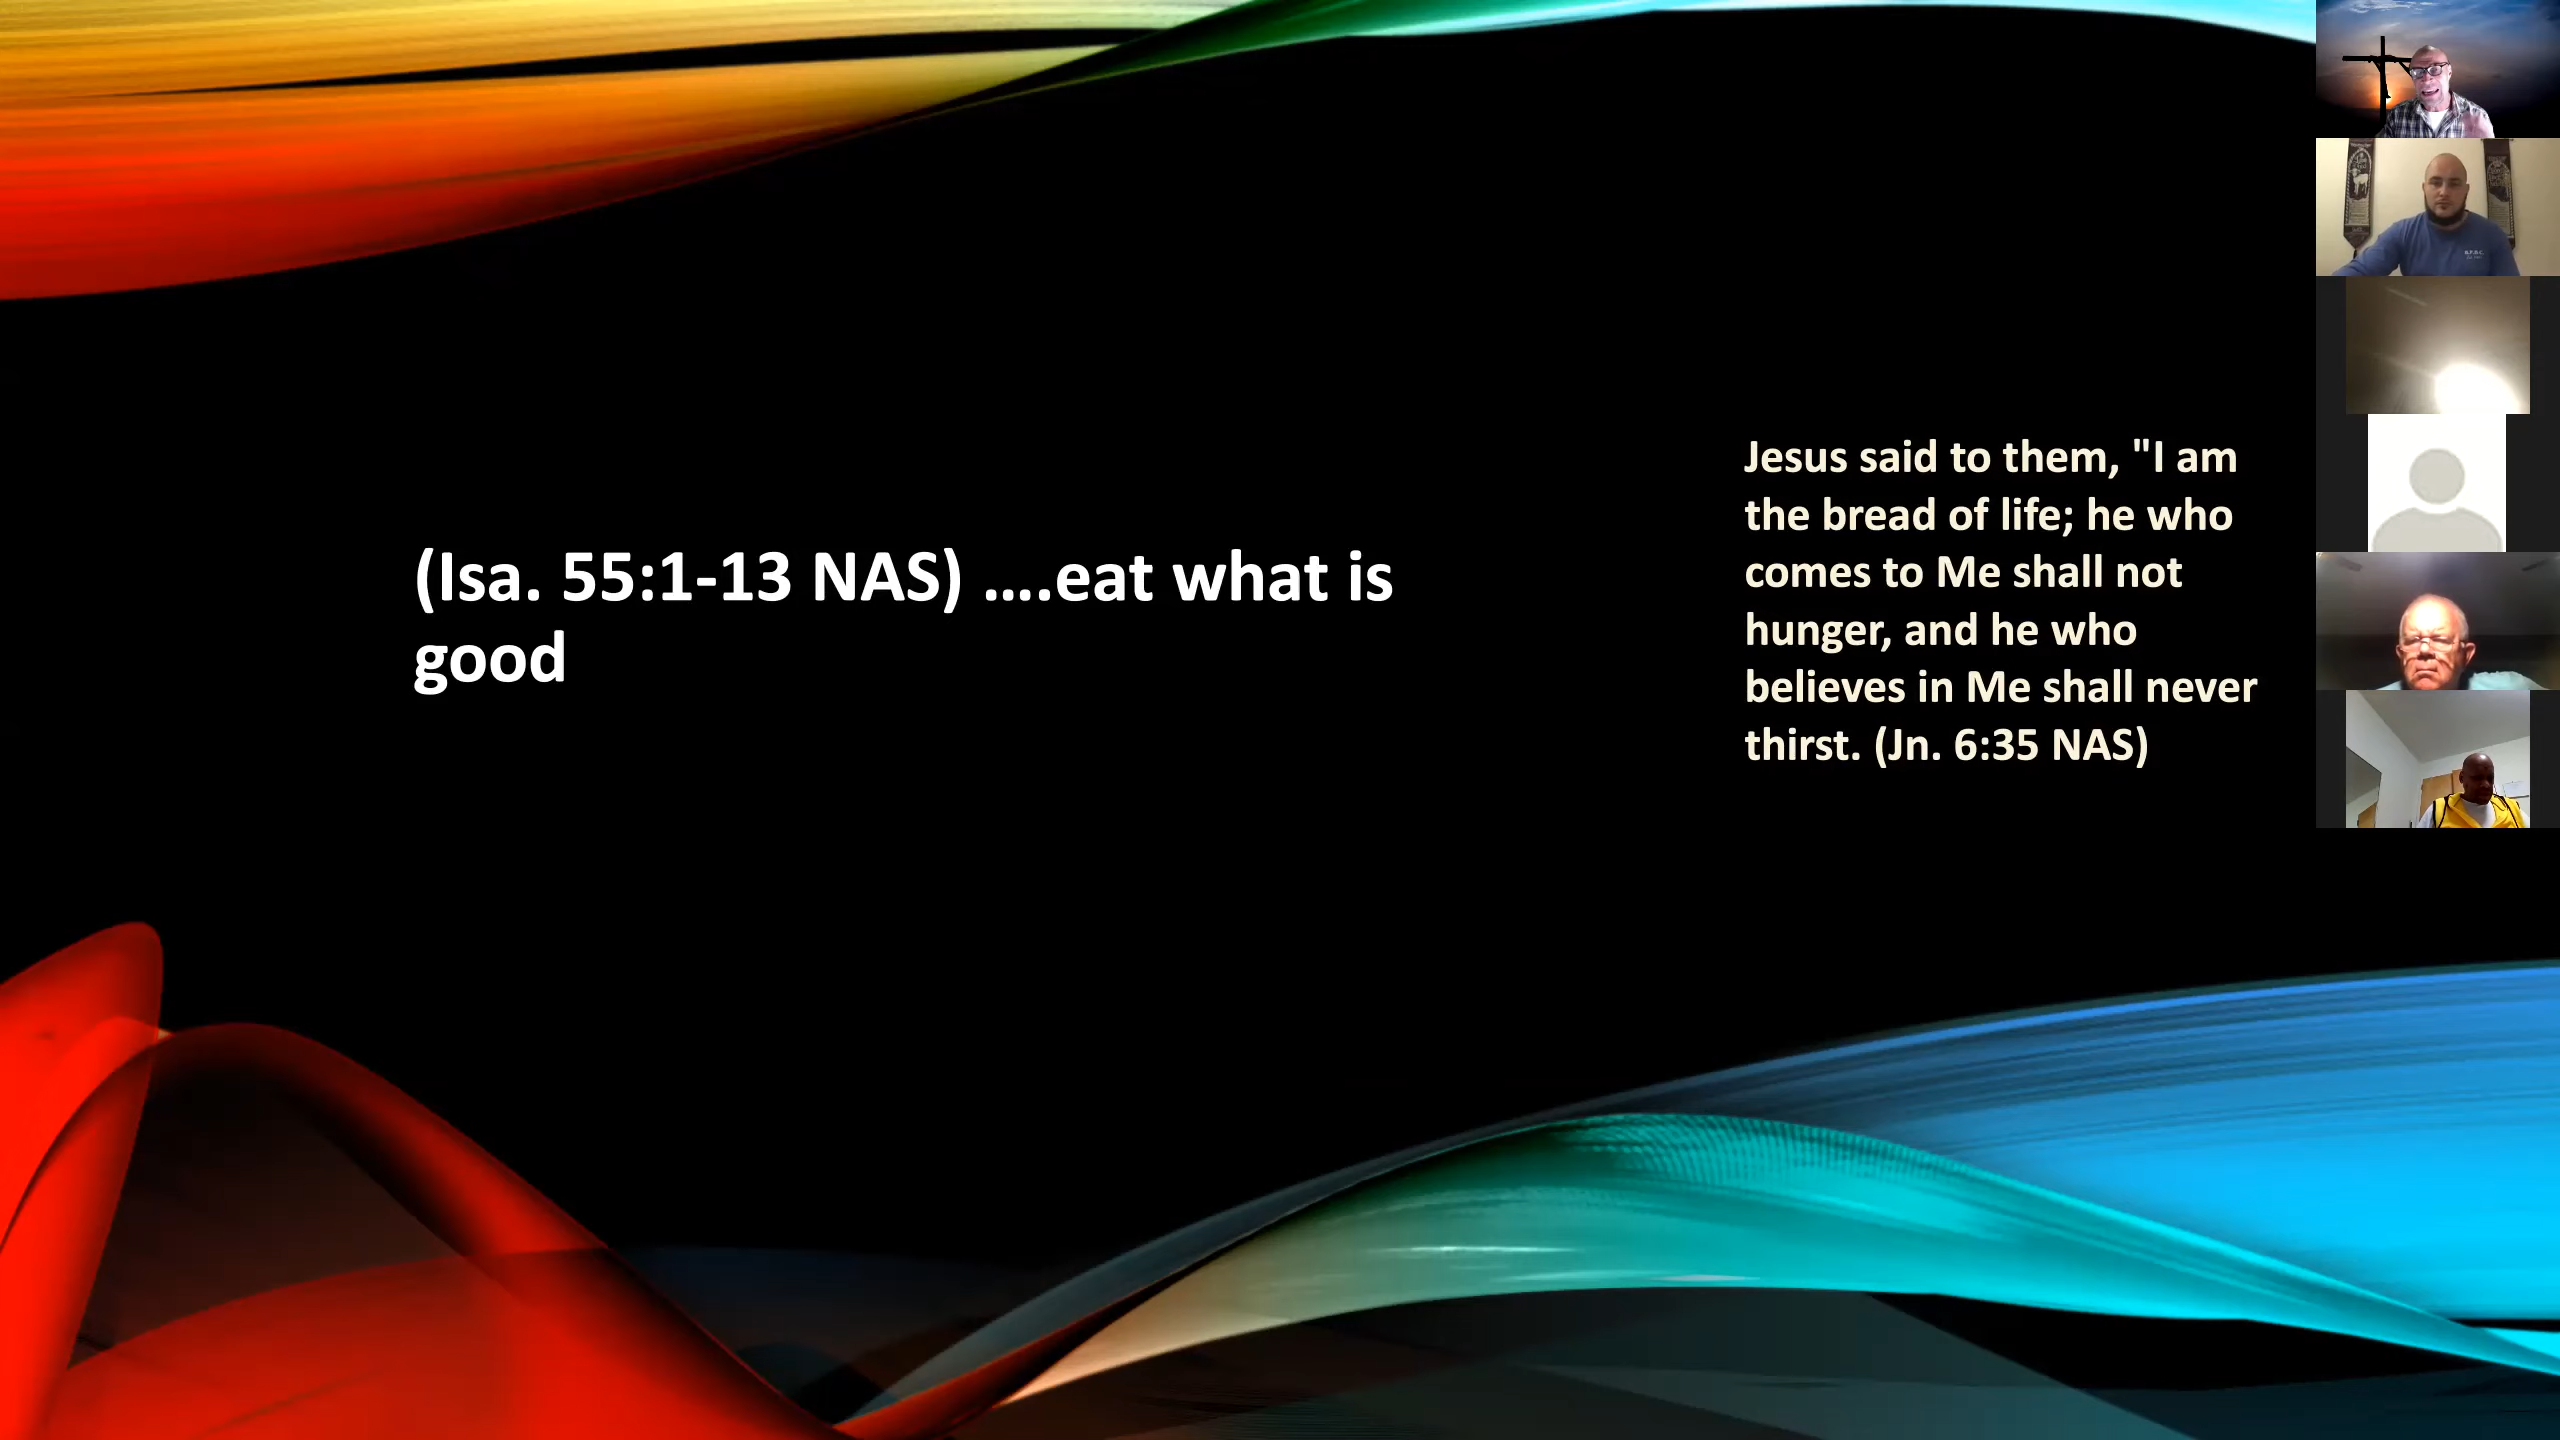 (Isa. 55:1-13 NAS) ....eat what is
good
Jesus said to them, "I am
the bread of life; he who
comes to Me shall not
hunger, and he who
believes in Me shall never
thirst. (Jn. 6:35 NAS)